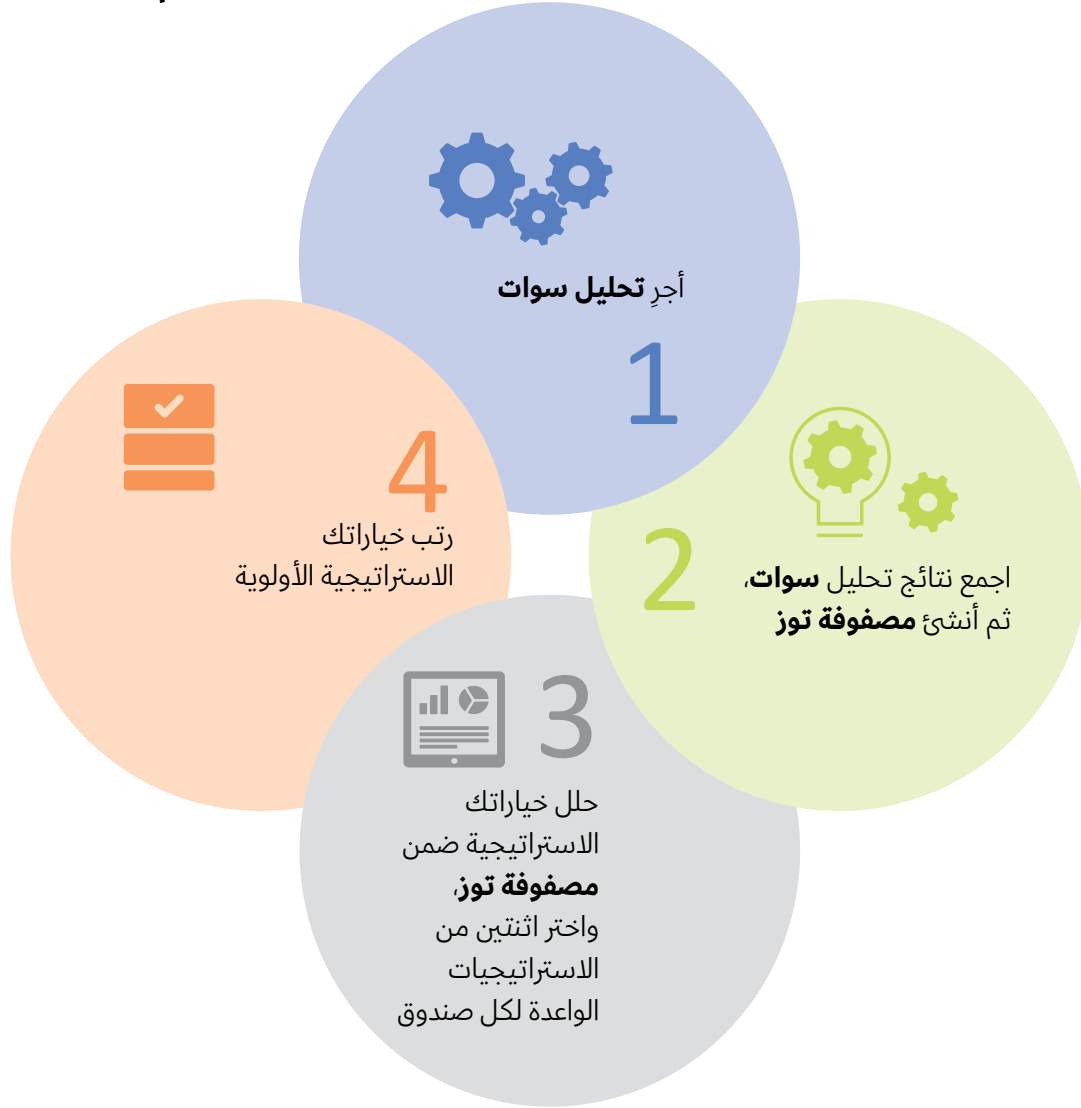 أجرِ تحليل سوات
1
2
اجمع نتائج تحليل سوات،
ثم أنشئ مصفوفة توز
3
حلل خياراتك
الاستراتيجية ضمن
مصفوفة توز،
واختر اثنتين من
الاستراتيجيات
الواعدة لكل صندوق
4
رتب خياراتك
الاستراتيجية الأولوية